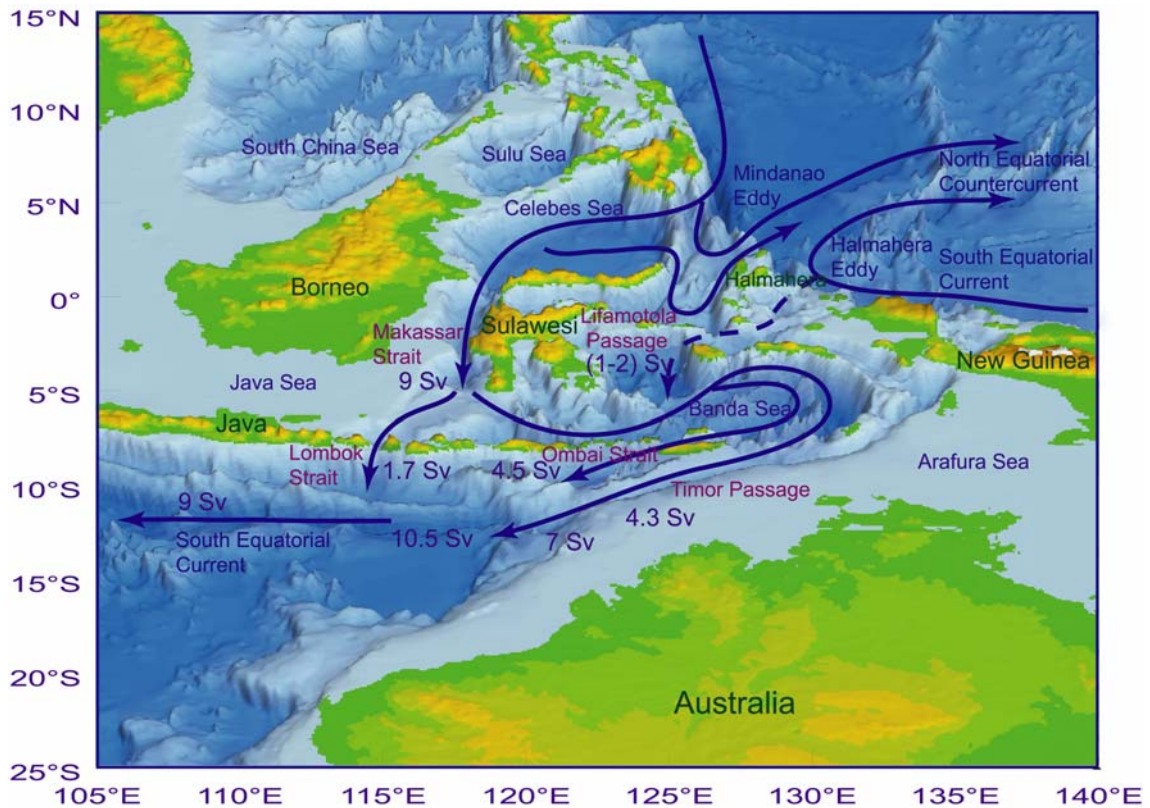 15°N
10°N
5°N
0°
5°S
10°S
15°S
20°S
25°S
105°E
110°E
115°E
120°E
125°E
130°E
135°E
140°E
South China Sea
Sulu Sea
Mindanao
Eddy
North Equatorial
Countercurrent
Celebes Sea
Halmahera
Eddy
South Equatorial
Current
Borneo
Halmahera
Makassar
Strait
Sulawesi
Lifamotola
Passage
(1-2) Sv
New Guinea
9 Sv
Java Sea
Banda Sea
Java
Lombok
Strait
1.7 Sv
4.5 Sv
Ombai Strait
Arafura Sea
Timor Passage
9 Sv
4.3 Sv
South Equatorial
Current
10.5 Sv
7 Sv
Australia